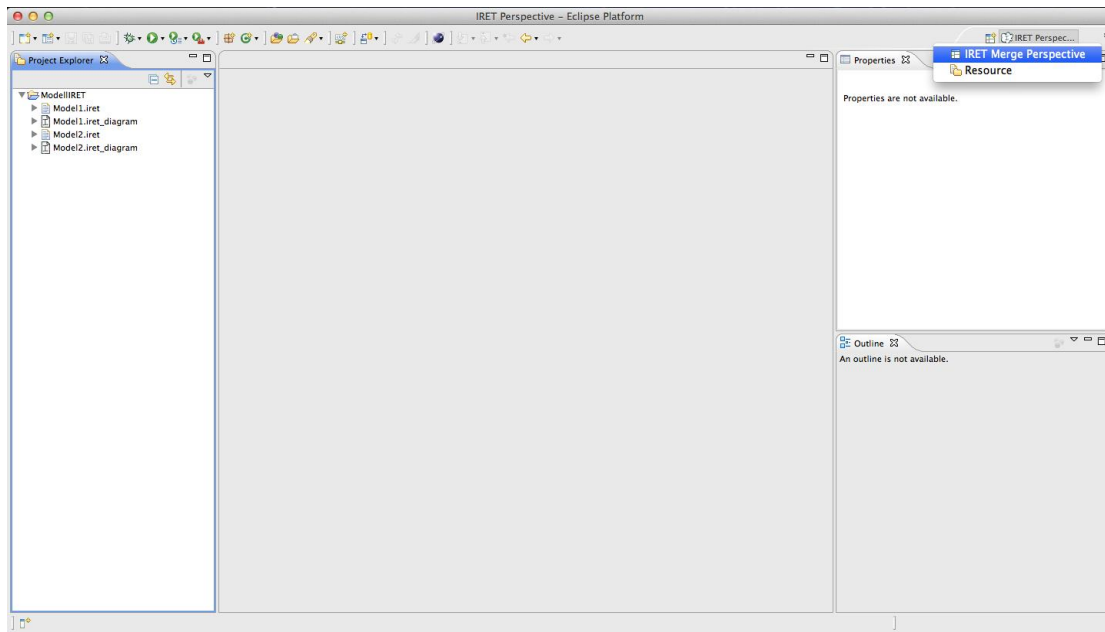 IRET Perspective – Eclipse Platform
IRET Perspec...
IRET Merge Perspective
Resource
Project Explorer
ModelliRET
Model1.iret
Model1.iret_diagram
Model2.iret
Model2.iret_diagram
Properties
Properties are not available.
Outline
An outline is not available.